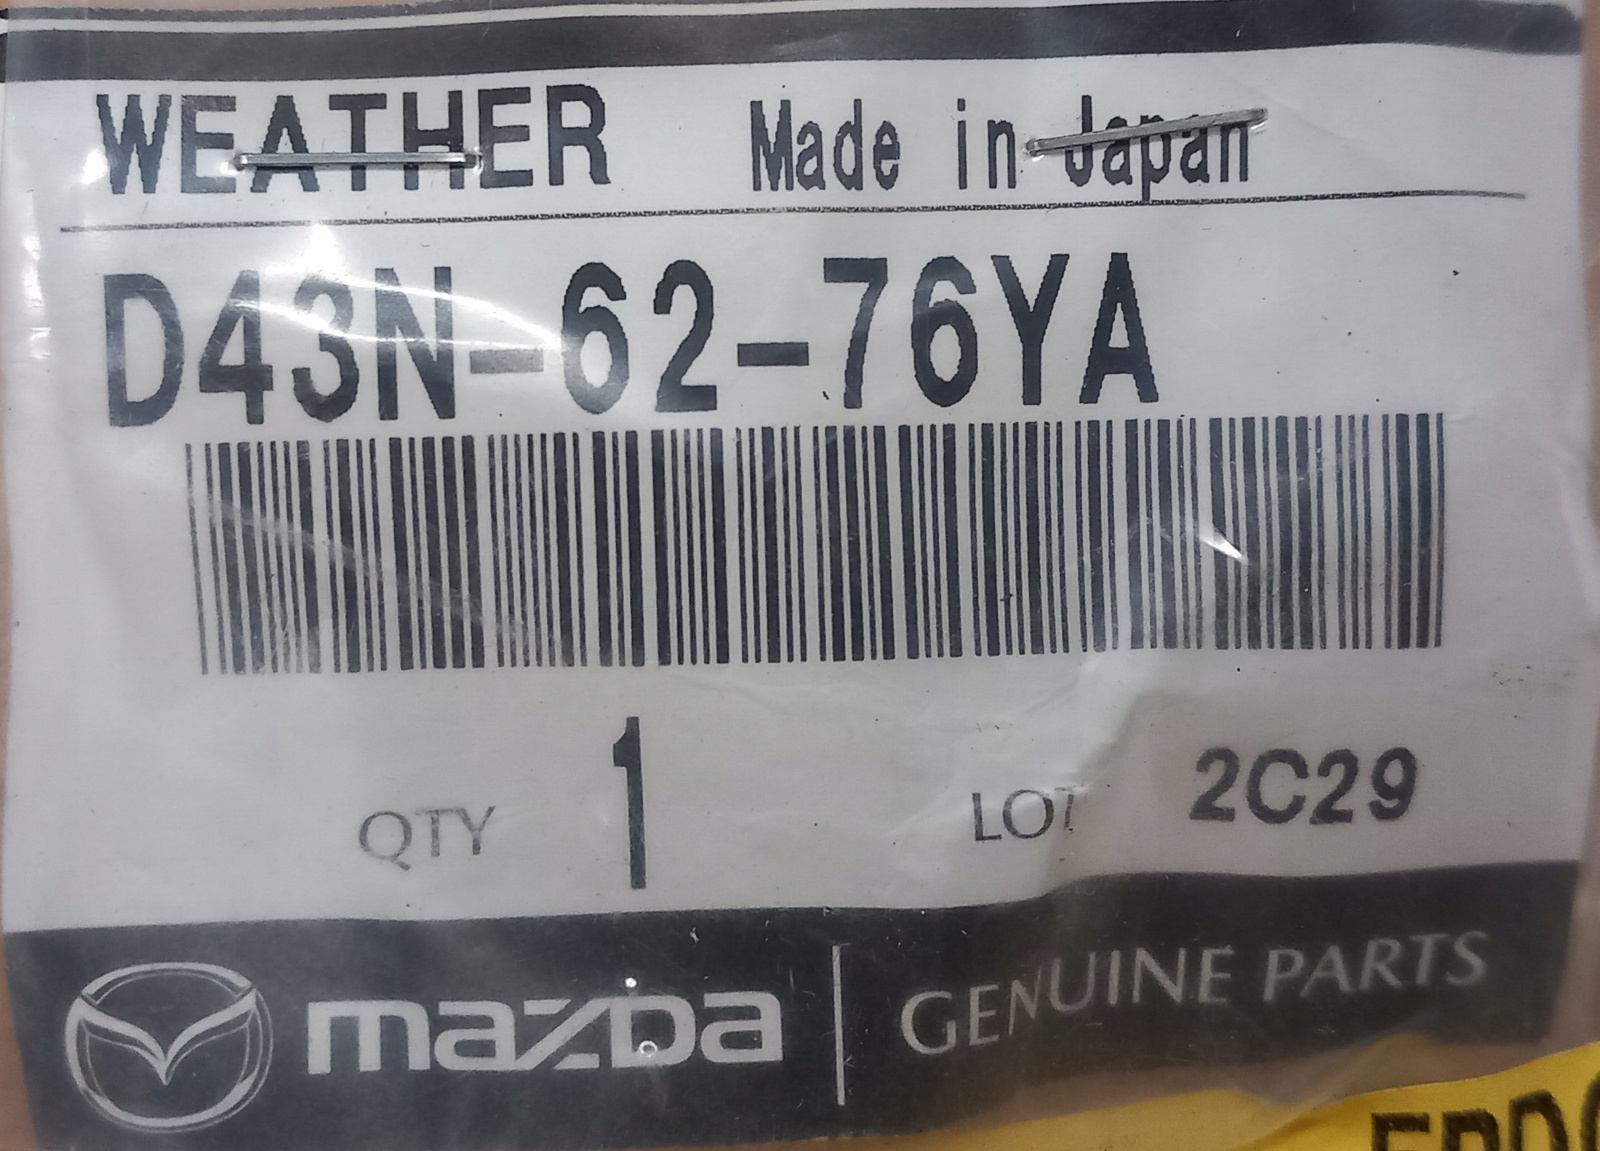 WEATHER Made in Japan
D43N-62-76YA
QTY 1 LOT 2C29
mazda GENUINE PARTS